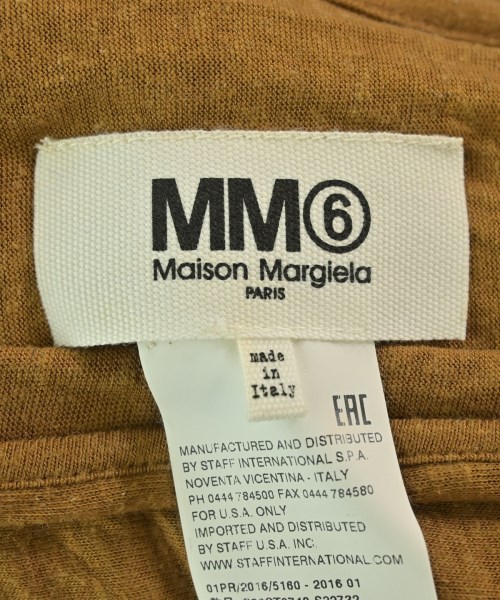 MM⑥
Maison Margiela
PARIS
made
in
Italy
EAC
MANUFACTURED AND DISTRIBUTED
BY STAFF INTERNATIONAL S.P.A.
NOVENTA VICENTINA - ITALY
PH 0444 784500 FAX 0444 784580
FOR U.S.A. ONLY
IMPORTED AND DISTRIBUTED
BY STAFF U.S.A. INC.
WWW.STAFFINTERNATIONAL.COM
01PR/2016/5160 - 2016 01